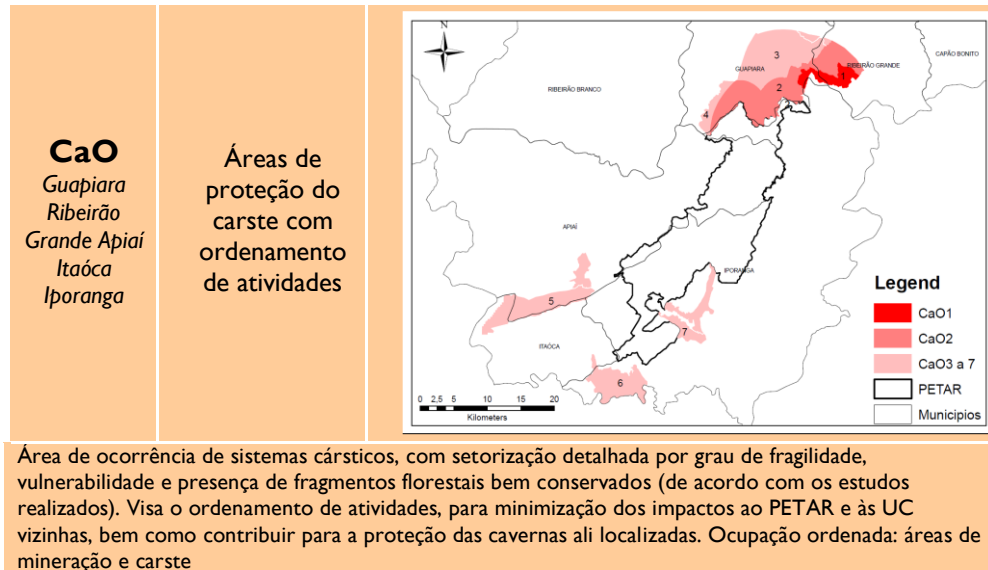 CaO
Guapiara
Ribeirão
Grande Apiaí
Itaóca
Iporanga
Áreas de
proteção do
carste com
ordenamento
de atividades
N
CAPÃO BONITO
3
GUAPIARA
RIBEIRÃO GRANDE
1
RIBEIRÃO BRANCO
2
4
APIAÍ
IPORANGA
5
7
ITAÓCA
6
0 2,5 5 10 15 20
Kilometers
Legend
CaO1
CaO2
CaO3 a 7
PETAR
Municipios
Área de ocorrência de sistemas cársticos, com setorização detalhada por grau de fragilidade,
vulnerabilidade e presença de fragmentos florestais bem conservados (de acordo com os estudos
realizados). Visa o ordenamento de atividades, para minimização dos impactos ao PETAR e às UC
vizinhas, bem como contribuir para a proteção das cavernas ali localizadas. Ocupação ordenada: áreas de
mineração e carste